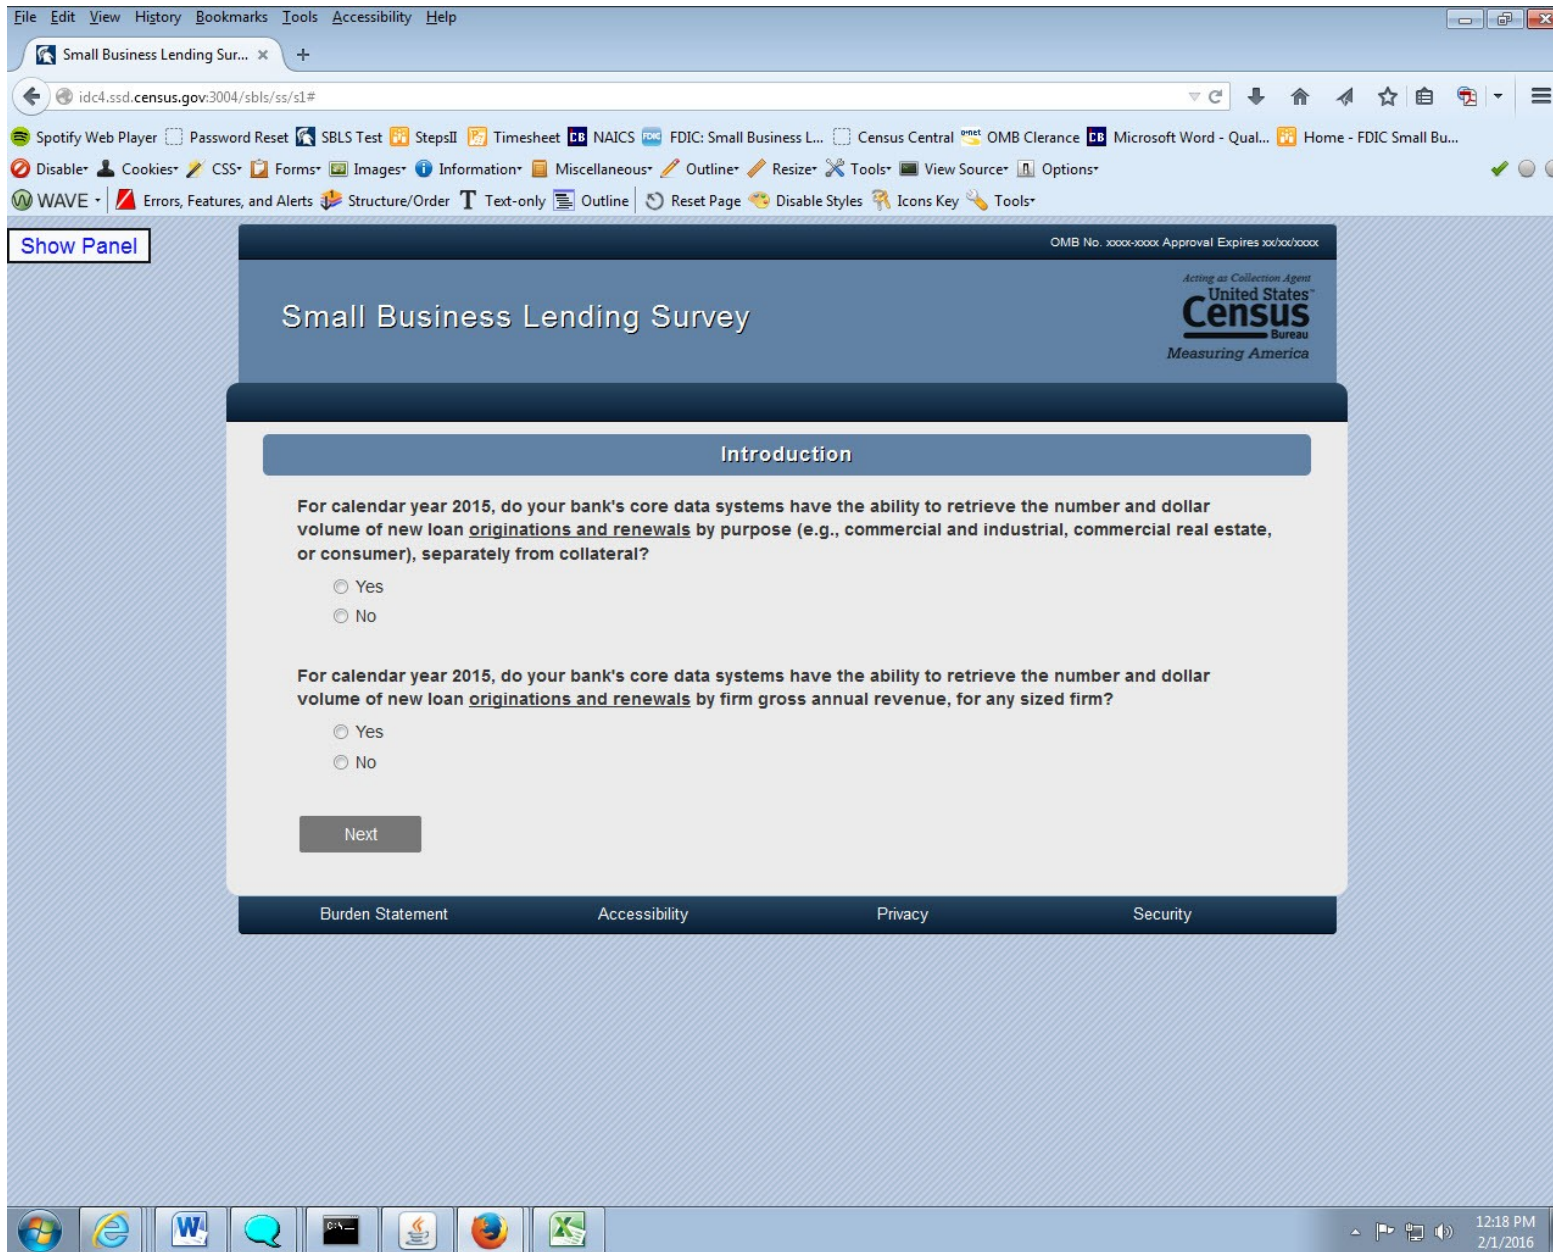 File Edit View History Bookmarks Tools Accessibility Help
Small Business Lending Sur... × +
idc4.ssd.census.gov:3004/sbls/ss/s1#
Spotify Web Player Password Reset SBLS Test StepsII Timesheet CB NAICS FDIC FDIC: Small Business L... Census Central OMB Clerance CB Microsoft Word - Qual... Home - FDIC Small Bu...
Disable Cookies CSS Forms Images Information Miscellaneous Outline Resize Tools View Source Options
WAVE Errors, Features, and Alerts Structure/Order T Text-only Outline Reset Page Disable Styles Icons Key Tools
Show Panel
OMB No. xxxx-xxxx Approval Expires xx/xx/xxxx
Small Business Lending Survey
Acting as Collection Agent
United States™
Census
Bureau
Measuring America
Introduction
For calendar year 2015, do your bank's core data systems have the ability to retrieve the number and dollar
volume of new loan originations and renewals by purpose (e.g., commercial and industrial, commercial real estate,
or consumer), separately from collateral?
Yes
No
For calendar year 2015, do your bank's core data systems have the ability to retrieve the number and dollar
volume of new loan originations and renewals by firm gross annual revenue, for any sized firm?
Yes
No
Next
Burden Statement Accessibility Privacy Security
12:18 PM
2/1/2016